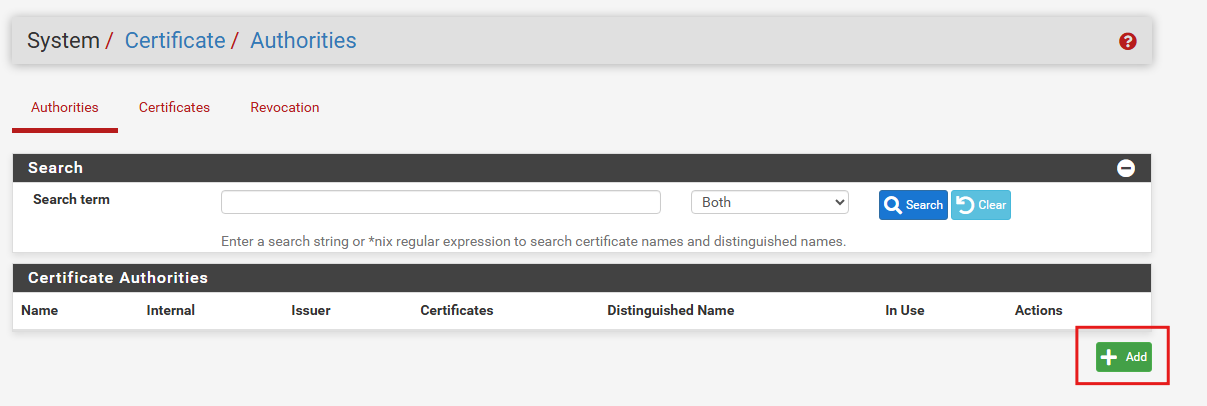 System / Certificate / Authorities
?
Authorities Certificates Revocation
Search
Search term Both Search Clear
Enter a search string or *nix regular expression to search certificate names and distinguished names.
Certificate Authorities
Name Internal Issuer Certificates Distinguished Name In Use Actions
+ Add